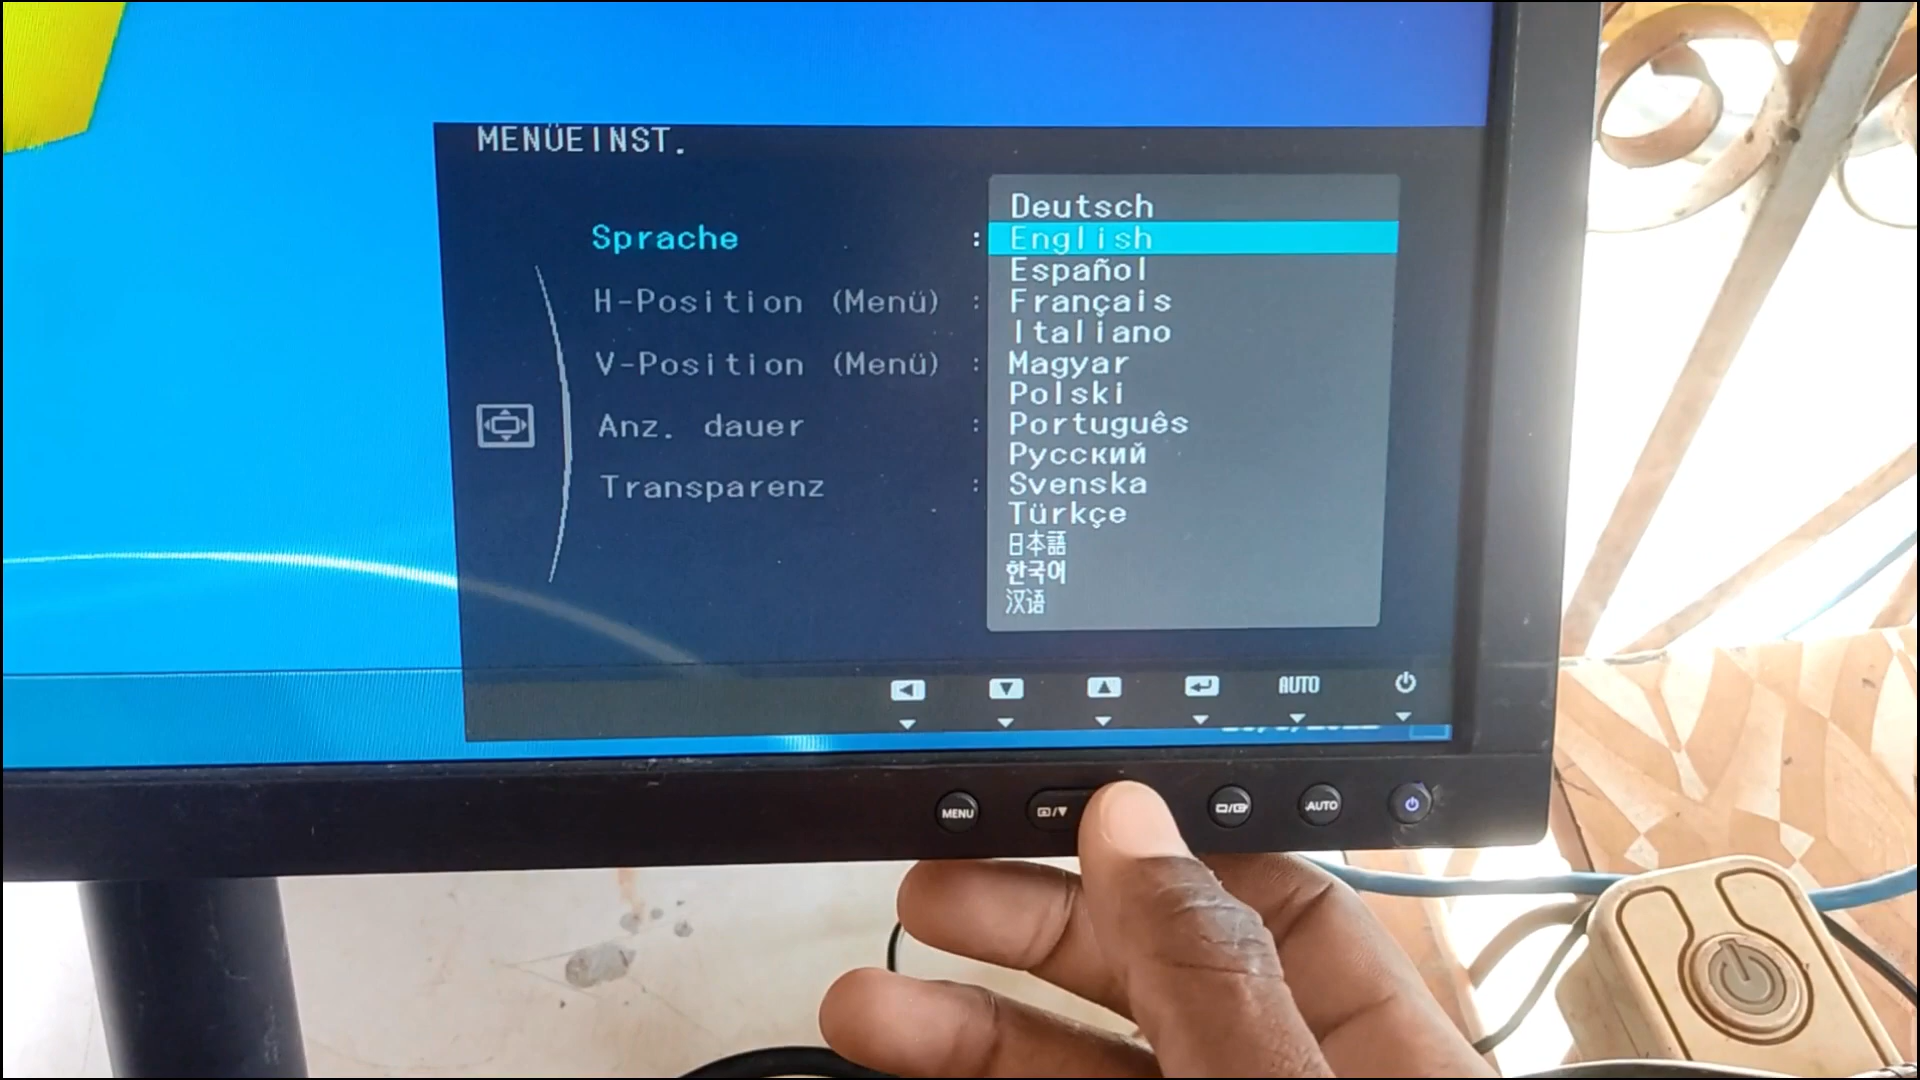 MENÜEINST.
Sprache :
H-Position (Menü) :
V-Position (Menü) :
Anz. dauer :
Transparenz :
Deutsch
English
Español
Français
Italiano
Magyar
Polski
Português
Русский
Svenska
Türkçe
日本語
한국어
汉语
AUTO
MENU
AUTO